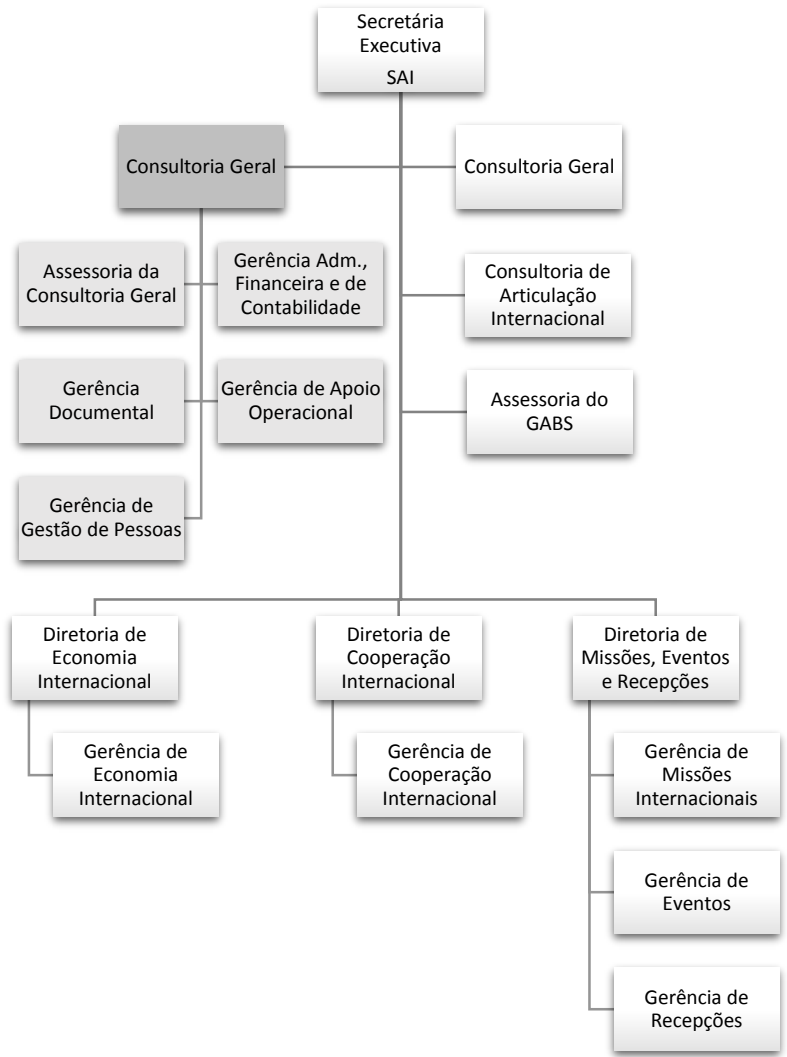 Secretária
Executiva
SAI
Consultoria Geral
Consultoria Geral
Assessoria da
Consultoria Geral
Gerência Adm.,
Financeira e de
Contabilidade
Consultoria de
Articulação
Internacional
Gerência
Documental
Gerência de Apoio
Operacional
Assessoria do
GABS
Gerência de
Gestão de Pessoas
Diretoria de
Economia
Internacional
Diretoria de
Cooperação
Internacional
Diretoria de
Missões, Eventos
e Recepções
Gerência de
Economia
Internacional
Gerência de
Cooperação
Internacional
Gerência de
Missões
Internacionais
Gerência de
Eventos
Gerência de
Recepções